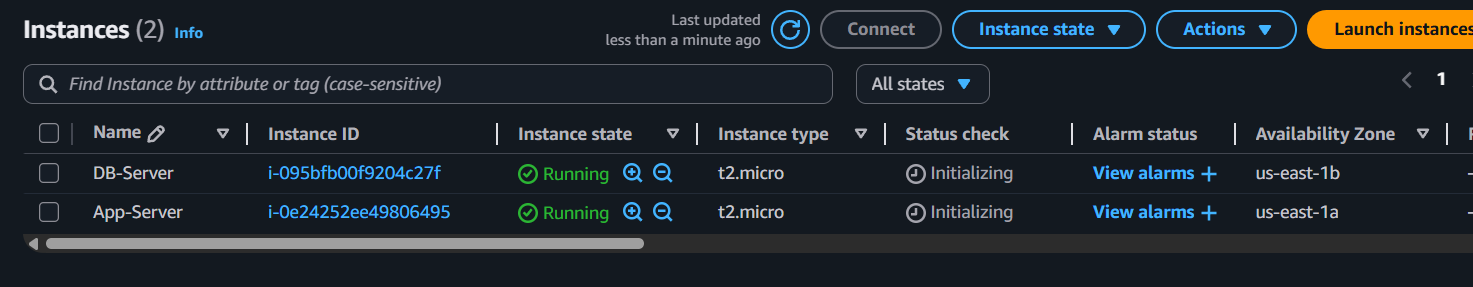 Instances (2) Info
Last updated
less than a minute ago
Connect
Instance state
Actions
Launch instances
Find Instance by attribute or tag (case-sensitive)
All states
1
Name Instance ID Instance state Instance type Status check Alarm status Availability Zone
DB-Server i-095bfb00f9204c27f Running t2.micro Initializing View alarms + us-east-1b
App-Server i-0e24252ee49806495 Running t2.micro Initializing View alarms + us-east-1a